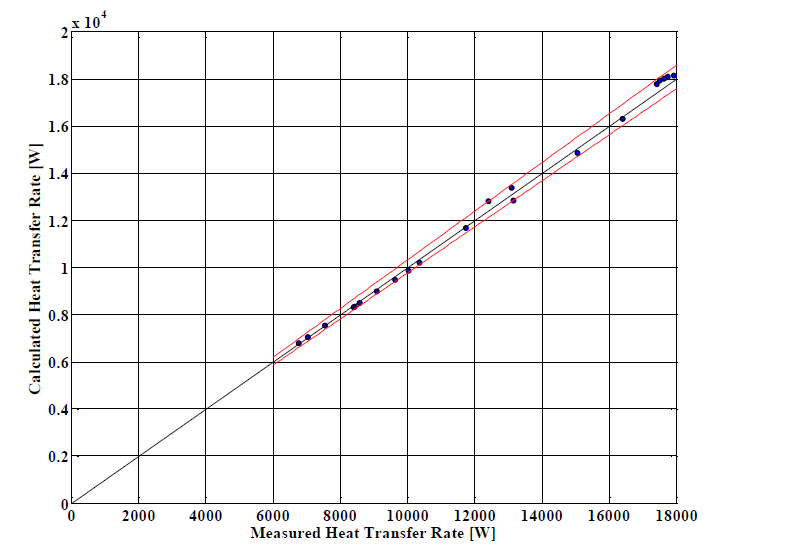 x 10^4
2
1.8
1.6
1.4
1.2
1
0.8
0.6
0.4
0.2
0
Calculated Heat Transfer Rate [W]
0 2000 4000 6000 8000 10000 12000 14000 16000 18000
Measured Heat Transfer Rate [W]